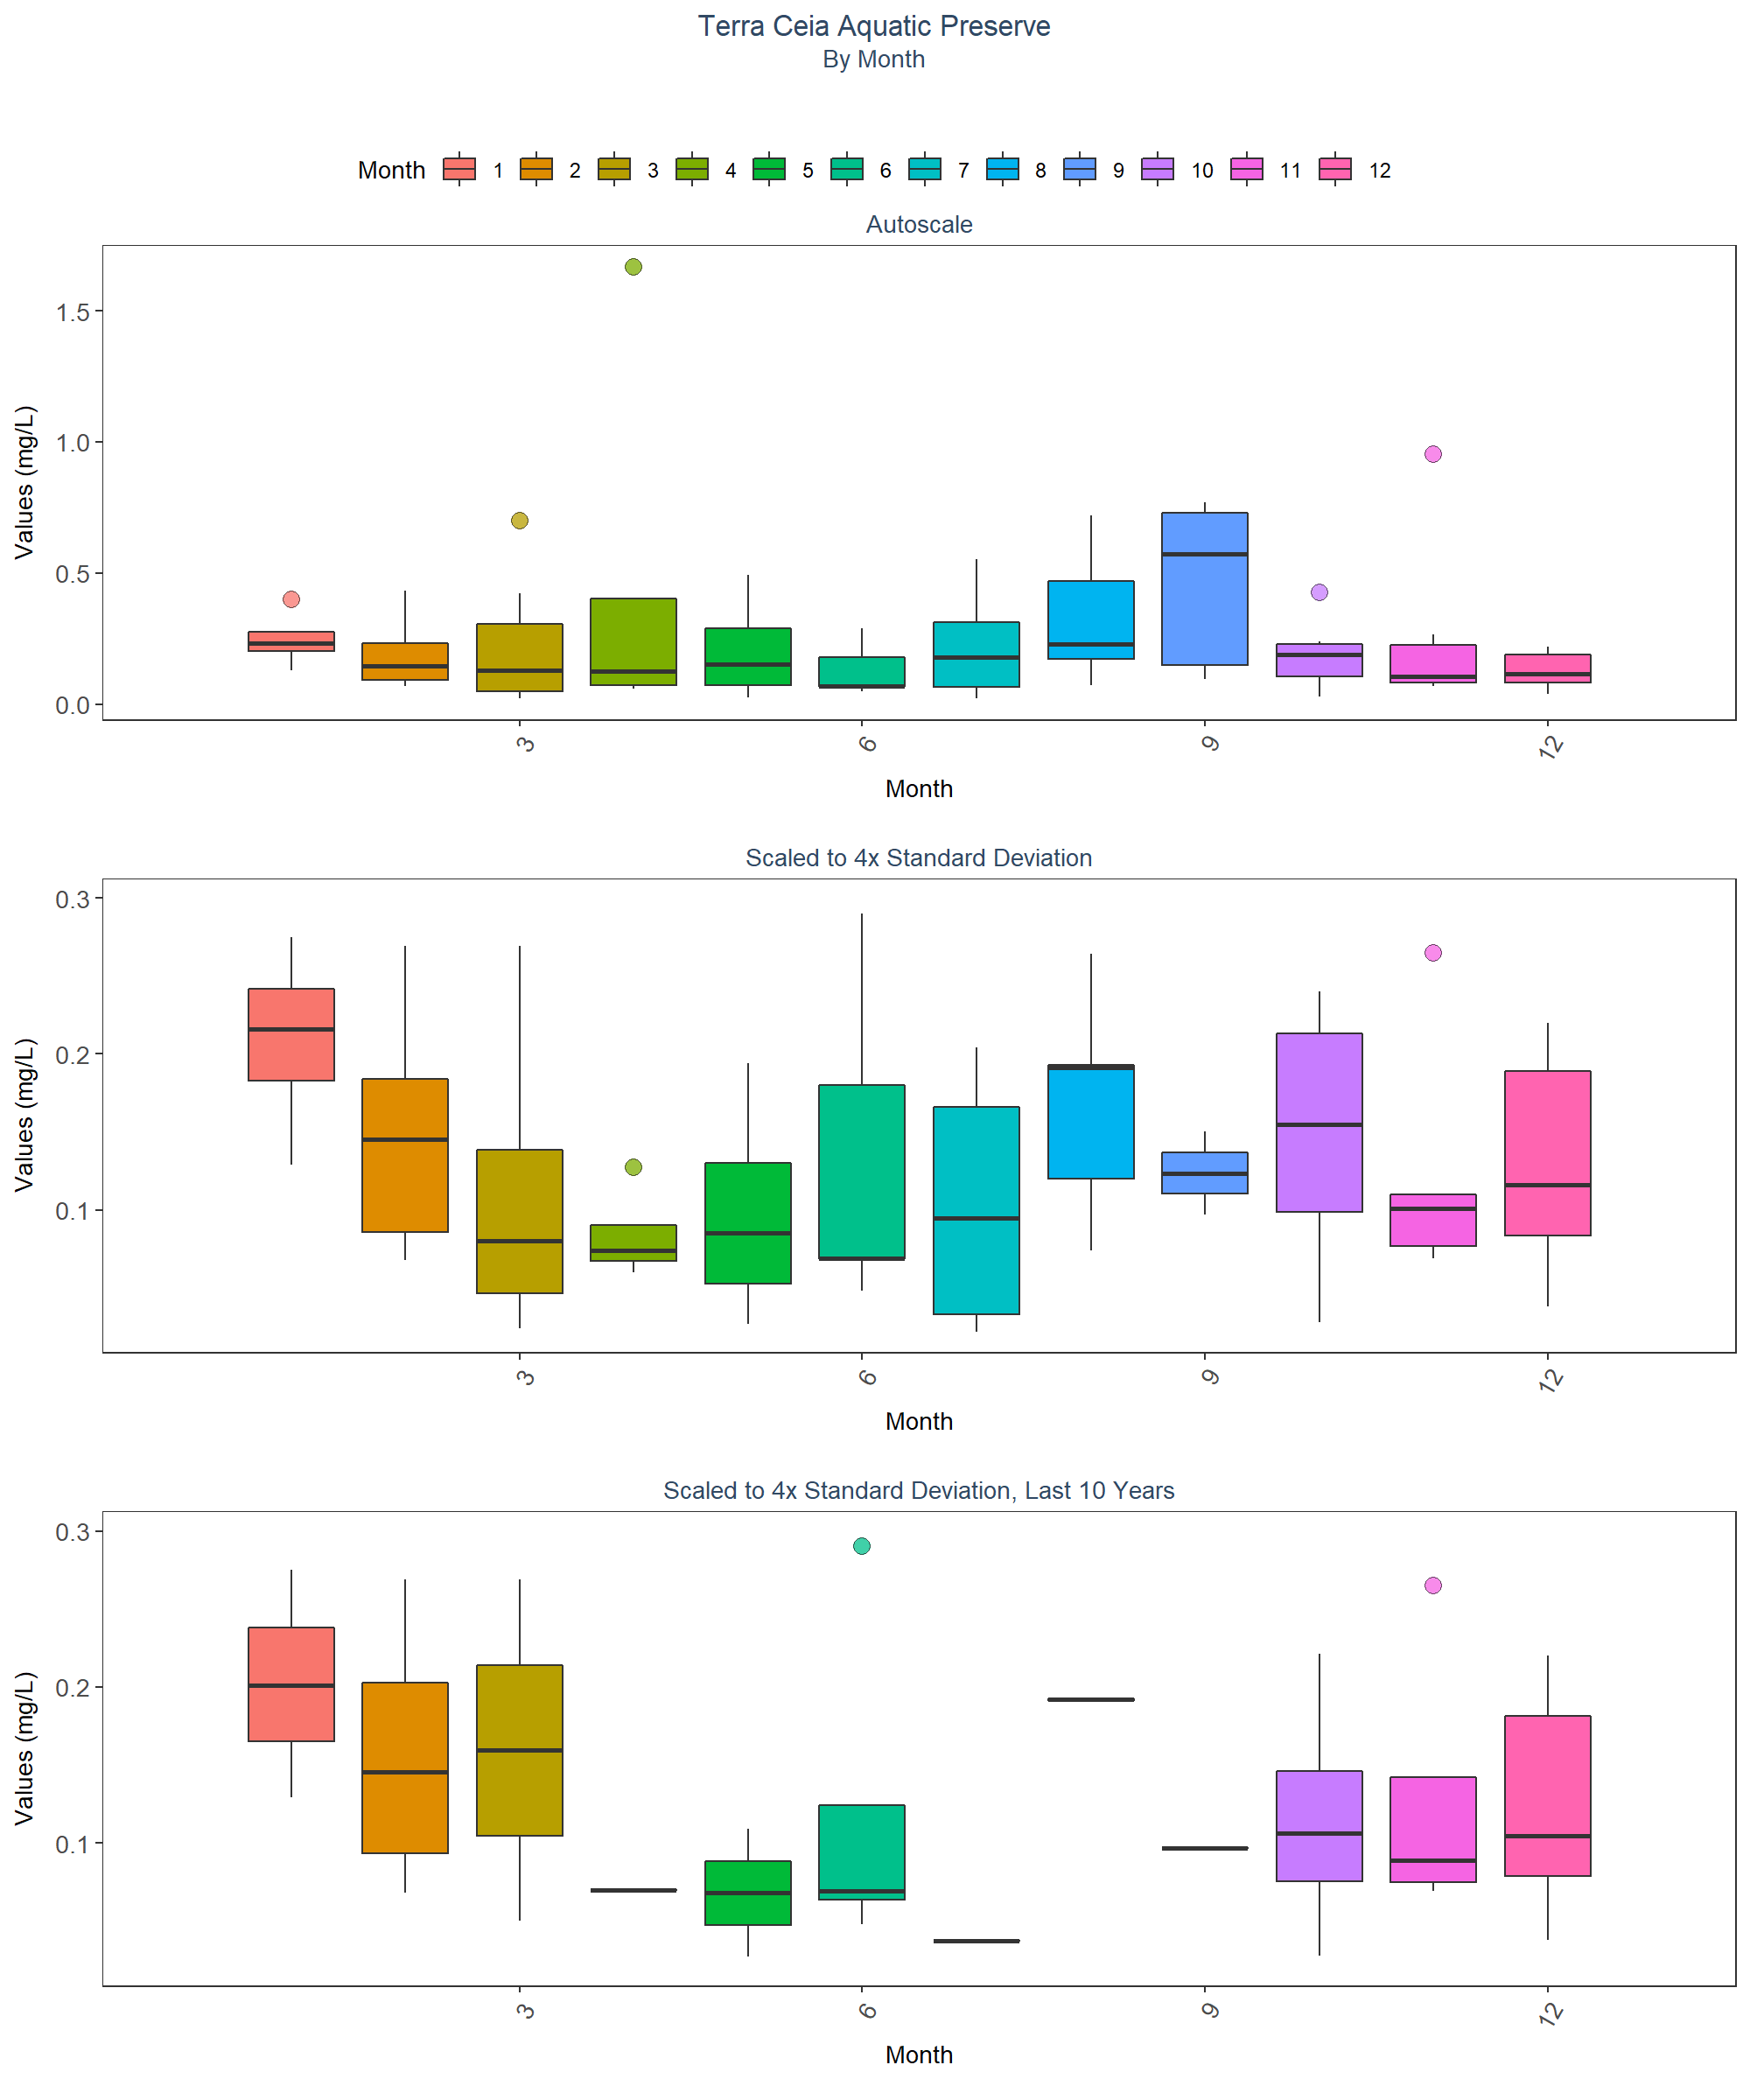 Terra Ceia Aquatic Preserve
By Month
Month 1 2 3 4 5 6 7 8 9 10 11 12
Autoscale
Values (mg/L)
1.5
1.0
0.5
0.0
3 6 9 12
Month
Scaled to 4x Standard Deviation
Values (mg/L)
0.3
0.2
0.1
3 6 9 12
Month
Scaled to 4x Standard Deviation, Last 10 Years
Values (mg/L)
0.3
0.2
0.1
3 6 9 12
Month